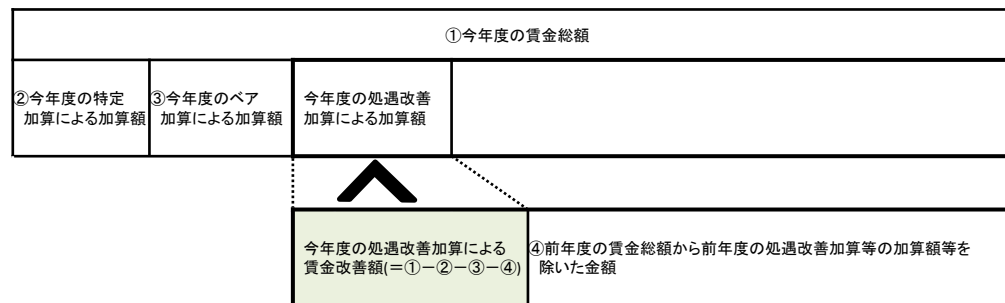 ①今年度の賃金総額
②今年度の特定
加算による加算額
③今年度のベア
加算による加算額
今年度の処遇改善
加算による加算額
今年度の処遇改善加算による
賃金改善額(=①-②-③-④)
④前年度の賃金総額から前年度の処遇改善加算等の加算額等を
除いた金額